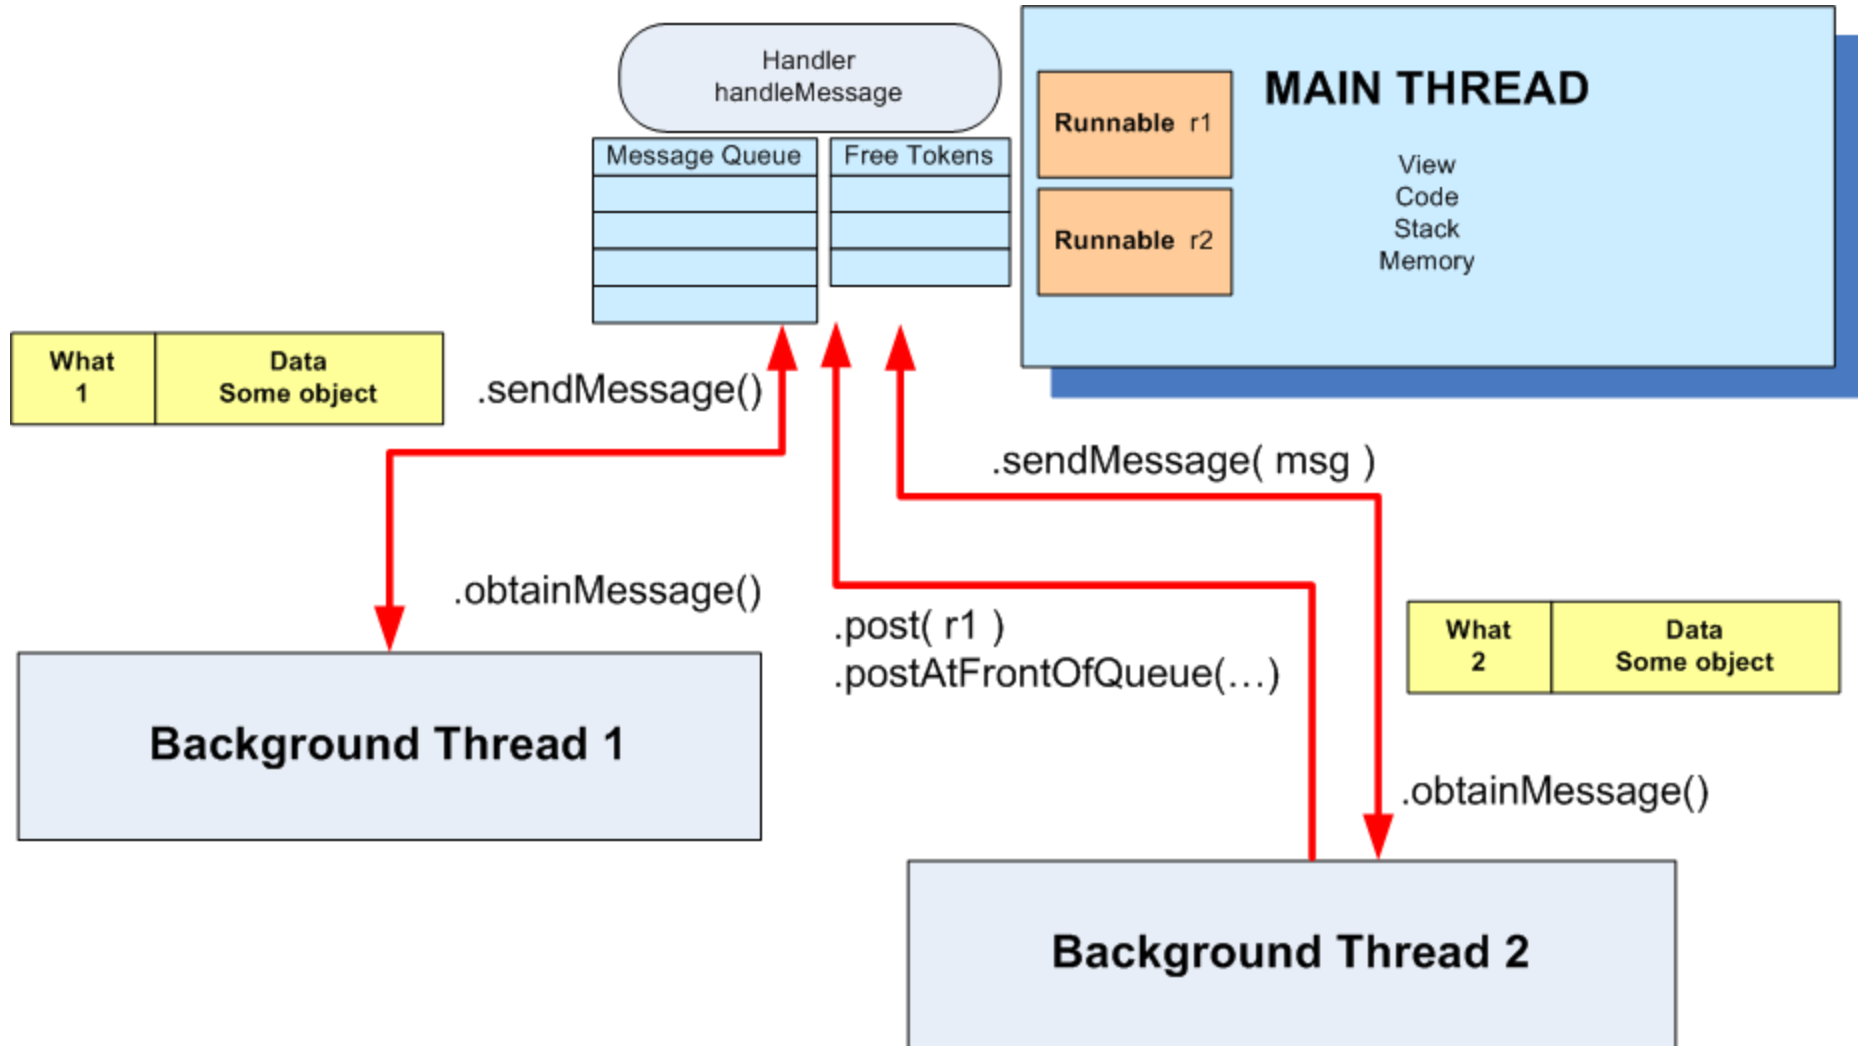 Handler
handleMessage
Message Queue
Free Tokens
MAIN THREAD
Runnable r1
Runnable r2
View
Code
Stack
Memory
What
1
Data
Some object
.sendMessage()
.sendMessage( msg )
.obtainMessage()
.post( r1 )
.postAtFrontOfQueue(…)
What
2
Data
Some object
Background Thread 1
.obtainMessage()
Background Thread 2